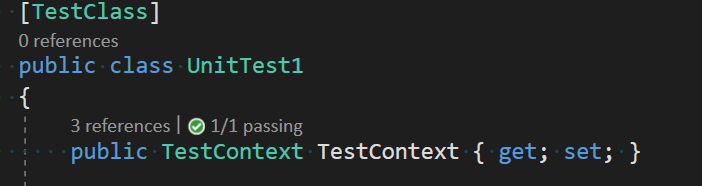 [TestClass]
0 references
public class UnitTest1
{
3 references | 1/1 passing
public TestContext TestContext { get; set; }